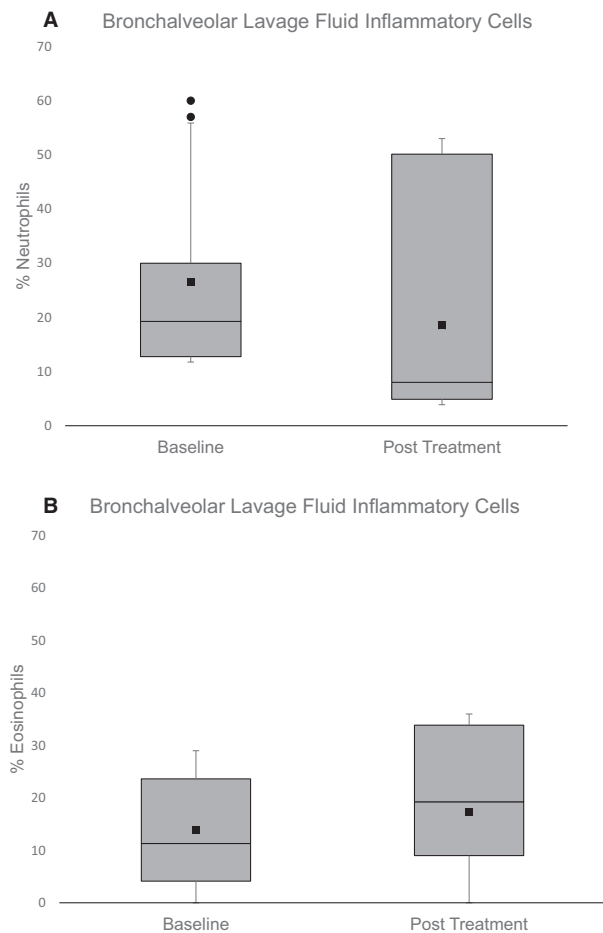 A Bronchalveolar Lavage Fluid Inflammatory Cells
70
60
50
40
30
20
10
0
% Neutrophils
Baseline Post Treatment
B Bronchalveolar Lavage Fluid Inflammatory Cells
70
60
50
40
30
20
10
0
% Eosinophils
Baseline Post Treatment